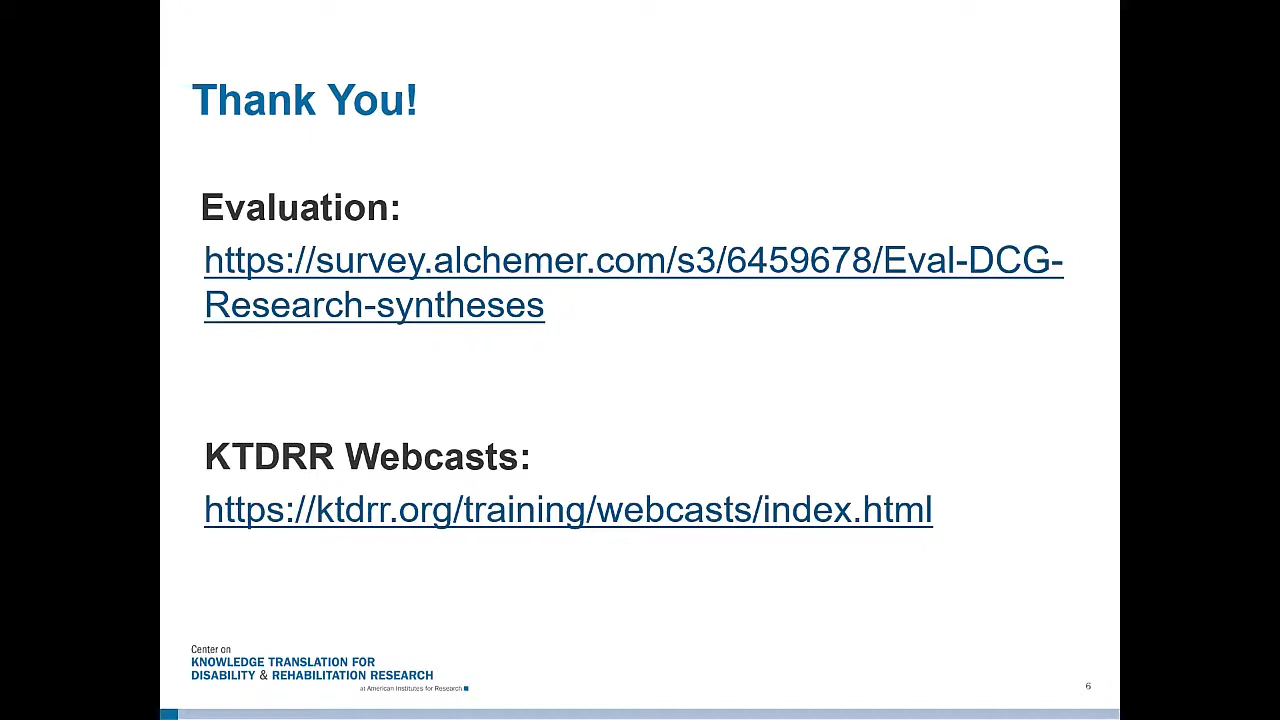 Thank You!
Evaluation:
https://survey.alchemer.com/s3/6459678/Eval-DCG-
Research-syntheses
KTDRR Webcasts:
https://ktdrr.org/training/webcasts/index.html
Center on
KNOWLEDGE TRANSLATION FOR
DISABILITY & REHABILITATION RESEARCH
at American Institutes for Research
6